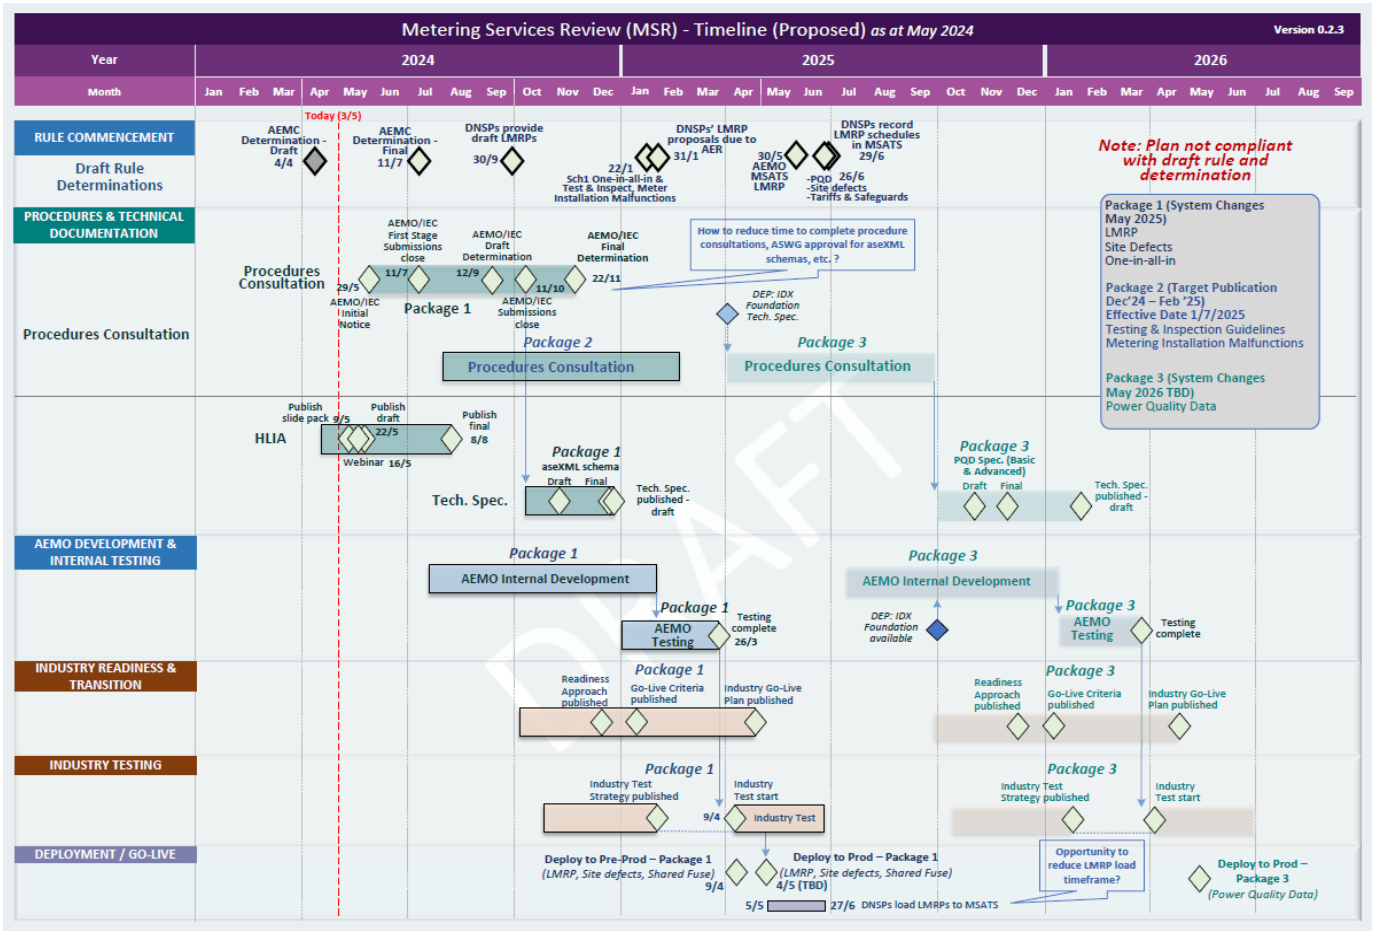 Metering Services Review (MSR) - Timeline (Proposed) as at May 2024
Version 0.2.3
Year
2024
2025
2026
Month
Jan Feb Mar Apr May Jun Jul Aug Sep Oct Nov Dec Jan Feb Mar Apr May Jun Jul Aug Sep Oct Nov Dec Jan Feb Mar Apr May Jun Jul Aug Sep
Today (3/5)
RULE COMMENCEMENT
Draft Rule
Determinations
AEMC
Determination -
Draft
4/4
AEMC
Determination -
Final
11/7
DNSPs provide
draft LMRPs
30/9
22/1
Sch1 One-in-all-in &
Test & Inspect, Meter
Installation Malfunctions
DNSPs' LMRP
proposals due to
AER
31/1
30/5
AEMO
MSATS
LMRP
DNSPs record
LMRP schedules
in MSATS
29/6
26/6
-PQD
-Site defects
-Tariffs & Safeguards
Note: Plan not compliant
with draft rule and
determination
Package 1 (System Changes
May 2025)
LMRP
Site Defects
One-in-all-in
Package 2 (Target Publication
Dec'24 – Feb '25)
Effective Date 1/7/2025
Testing & Inspection Guidelines
Metering Installation Malfunctions
Package 3 (System Changes
May 2026 TBD)
Power Quality Data
PROCEDURES & TECHNICAL
DOCUMENTATION
Procedures Consultation
Procedures
Consultation
29/5
AEMO/IEC
Initial
Notice
AEMO/IEC
First Stage
Submissions
close
11/7
Package 1
AEMO/IEC
Draft
Determination
12/9
11/10
AEMO/IEC
Submissions
close
AEMO/IEC
Final
Determination
22/11
How to reduce time to complete procedure
consultations, ASWG approval for aseXML
schemas, etc. ?
DEP: IDX
Foundation
Tech. Spec.
Package 2
Procedures Consultation
Package 3
Procedures Consultation
HLIA
Publish
slide pack 9/5
Publish
draft
22/5
Webinar 16/5
Publish
final
8/8
Tech. Spec.
Package 1
aseXML schema
Draft Final
Tech. Spec.
published -
draft
Package 3
PQD Spec. (Basic
& Advanced)
Draft Final
Tech. Spec.
published -
draft
DRAFT
AEMO DEVELOPMENT &
INTERNAL TESTING
Package 1
AEMO Internal Development
Package 1
AEMO
Testing
Testing
complete
26/3
Package 3
AEMO Internal Development
DEP: IDX
Foundation
available
Package 3
AEMO
Testing
Testing
complete
INDUSTRY READINESS &
TRANSITION
Package 1
Readiness
Approach
published
Go-Live Criteria
published
Industry Go-Live
Plan published
Package 3
Readiness
Approach
published
Go-Live Criteria
published
Industry Go-Live
Plan published
INDUSTRY TESTING
Package 1
Industry Test
Strategy published
Industry
Test start
9/4
Industry Test
Package 3
Industry Test
Strategy published
Industry
Test start
DEPLOYMENT / GO-LIVE
Deploy to Pre-Prod – Package 1
(LMRP, Site defects, Shared Fuse)
9/4
Deploy to Prod – Package 1
(LMRP, Site defects, Shared Fuse)
4/5 (TBD)
5/5
27/6 DNSPs load LMRPs to MSATS
Opportunity to
reduce LMRP load
timeframe?
Deploy to Prod –
Package 3
(Power Quality Data)